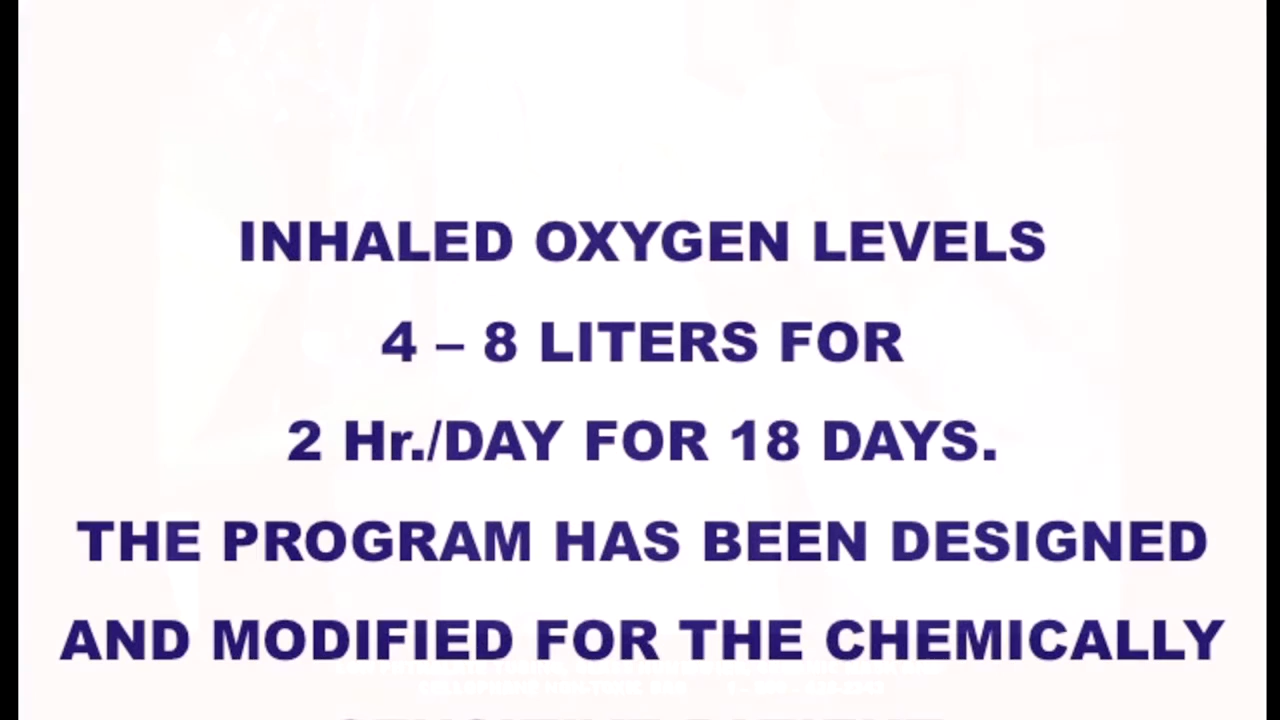 INHALED OXYGEN LEVELS
4 – 8 LITERS FOR
2 Hr./DAY FOR 18 DAYS.
THE PROGRAM HAS BEEN DESIGNED
AND MODIFIED FOR THE CHEMICALLY